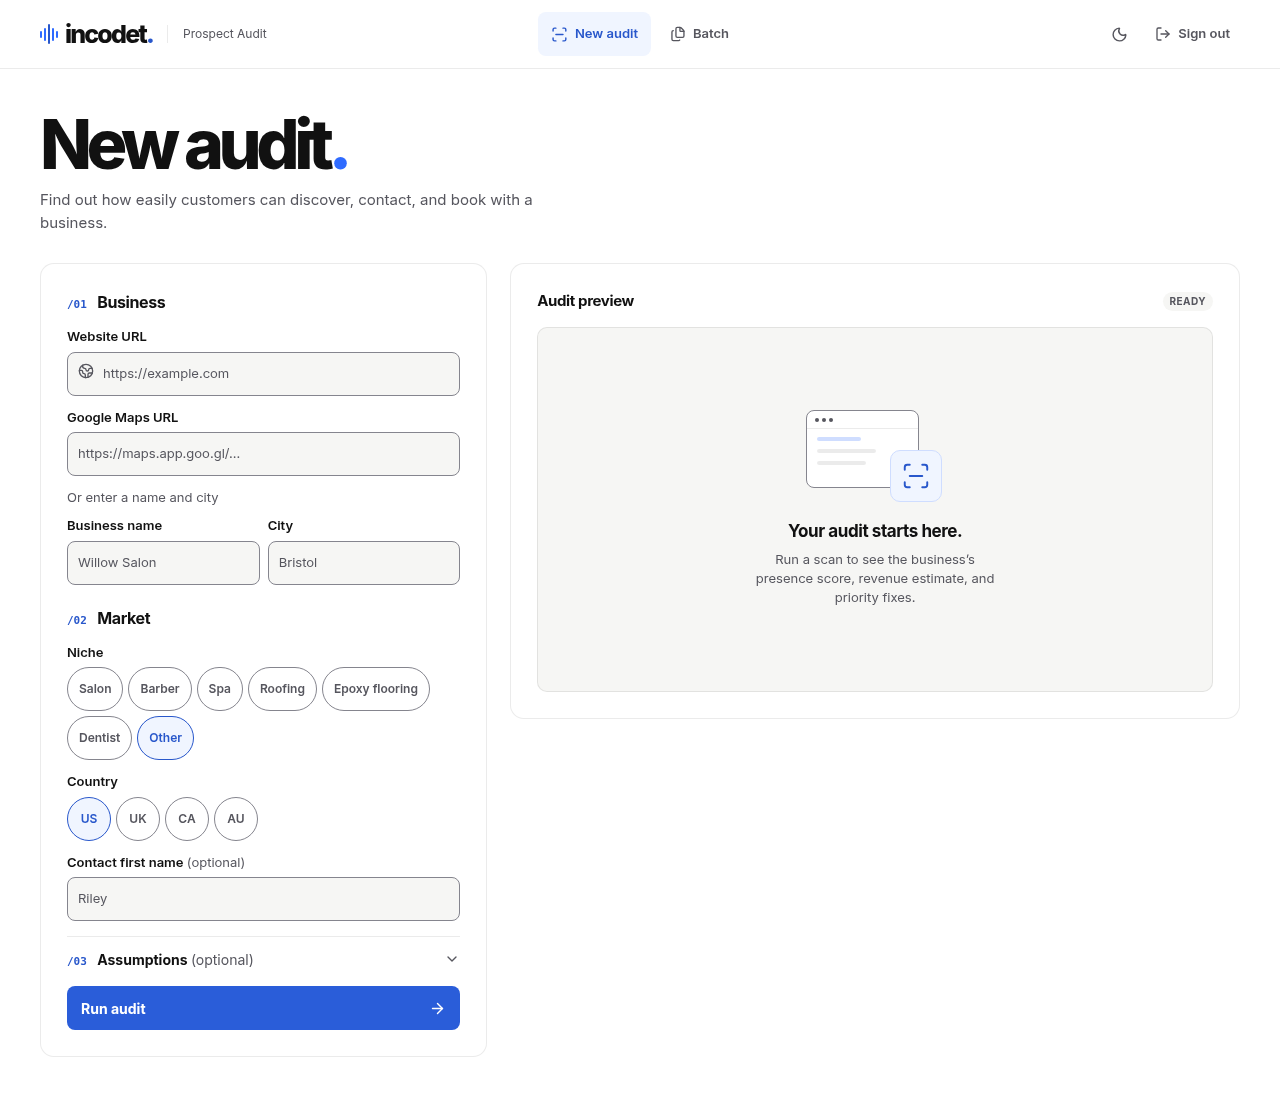 incodet.
Prospect Audit
New audit
Batch
Sign out
New audit.
Find out how easily customers can discover, contact, and book with a
business.
/01 Business
Website URL
https://example.com
Google Maps URL
https://maps.app.goo.gl/...
Or enter a name and city
Business name
City
Willow Salon
Bristol
/02 Market
Niche
Salon
Barber
Spa
Roofing
Epoxy flooring
Dentist
Other
Country
US
UK
CA
AU
Contact first name (optional)
Riley
/03 Assumptions (optional)
Run audit
Audit preview
READY
Your audit starts here.
Run a scan to see the business’s
presence score, revenue estimate, and
priority fixes.